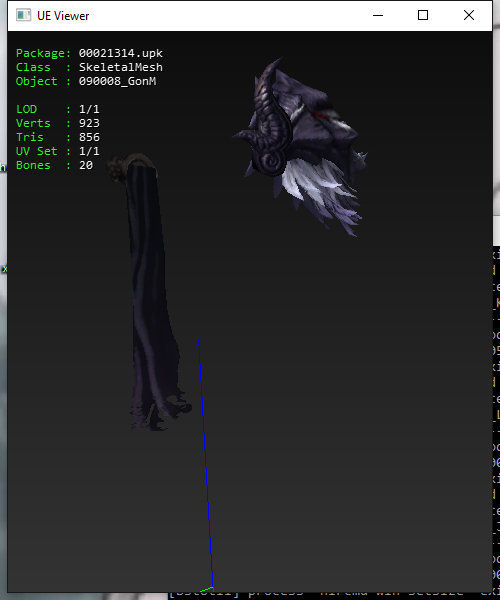 UE Viewer
Package: 00021314.upk
Class : SkeletalMesh
Object : 090008_GonM
LOD : 1/1
Verts : 923
Tris : 856
UV Set : 1/1
Bones : 20